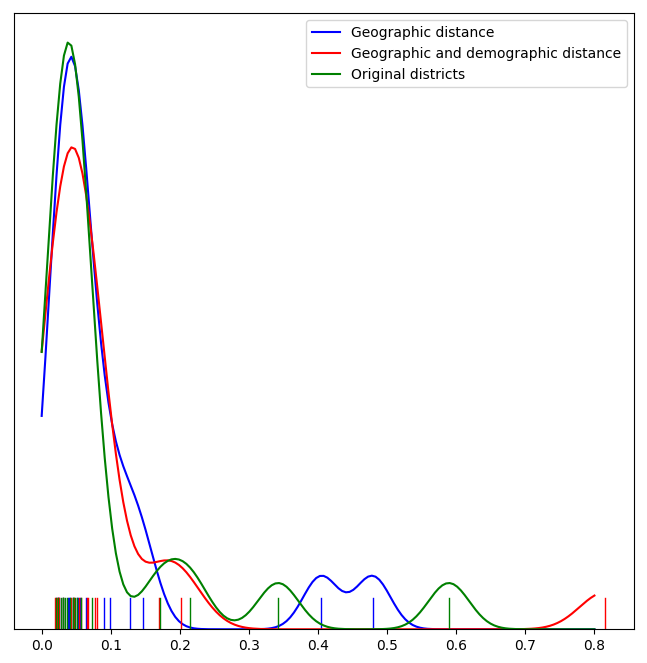 Geographic distance
Geographic and demographic distance
Original districts
0.0 0.1 0.2 0.3 0.4 0.5 0.6 0.7 0.8